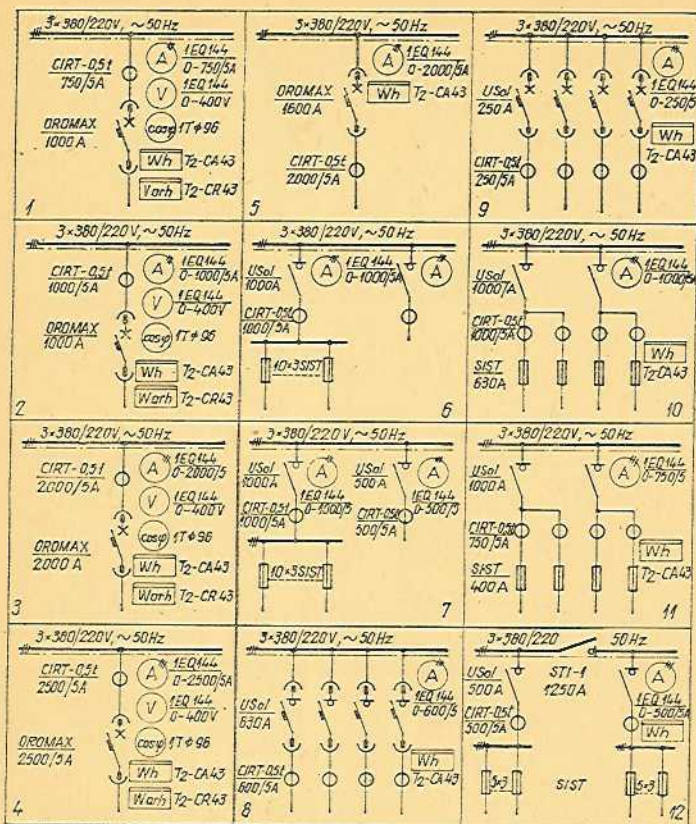 3×380/220V, ~50Hz
CIRT-0,5t
750/5A
A
1EQ144
0-750/5A
V
1EQ144
0-400V
OROMAX
1000A
cosφ 1TΦ96
Wh T2-CA43
Varh T2-CR43
1
3×380/220V, ~50Hz
A
1EQ144
0-2000/5A
OROMAX
1600A
Wh T2-CA43
CIRT-0,5t
2000/5A
5
3×380/220V, ~50Hz
A
1EQ144
0-250/5
USol
250A
Wh
T2-CA43
CIRT-0,5t
250/5A
9
3×380/220V, ~50Hz
CIRT-0,5t
1000/5A
A
1EQ144
0-1000/5A
V
1EQ144
0-400V
OROMAX
1000A
cosφ 1TΦ96
Wh T2-CA43
Warh T2-CR43
2
3×380/220V, ~50Hz
USol
1000A
A
1EQ144
0-1000/5A
A
CIRT-0,5t
1000/5A
10×3SIST
6
3×380/220V, ~50Hz
USol
1000/A
A
1EQ144
0-1000/5A
CIRT-0,5t
1000/5A
Wh
T2-CA43
SIST
630A
10
3×380/220V, ~50Hz
CIRT-0,5t
2000/5A
A
1EQ144
0-2000/5
V
1EQ144
0-400V
OROMAX
2000A
cosφ 1TΦ96
Wh T2-CA43
Warh T2-CR43
3
3×380/220V, ~50Hz
USol
1000A
A
USol
500A
A
1EQ144
0-1000/5
1EQ144
0-500/5
CIRT-0,5t
1000/5A
CIRT-0,5t
500/5A
10×3SIST
7
3×380/220V, ~50Hz
USol
1000A
A
1EQ144
0-750/5
CIRT-0,5t
750/5A
Wh
T2-CA43
SIST
400A
11
3×380/220V, ~50Hz
CIRT-0,5t
2500/5A
A
1EQ144
0-2500/5A
V
1EQ144
0-400V
OROMAX
2500/5A
cosφ 1TΦ96
Wh T2-CA43
Warh T2-CR43
4
3×380/220V, ~50Hz
A
1EQ144
0-600/5
USol
630A
Wh
T2-CA43
CIRT-0,5t
600/5A
8
3×380/220 50Hz
USol
500A
STI-1
1250A
A
1EQ144
0-500/5A
CIRT-0,5t
500/5A
Wh
5×3
SIST
5×3
12